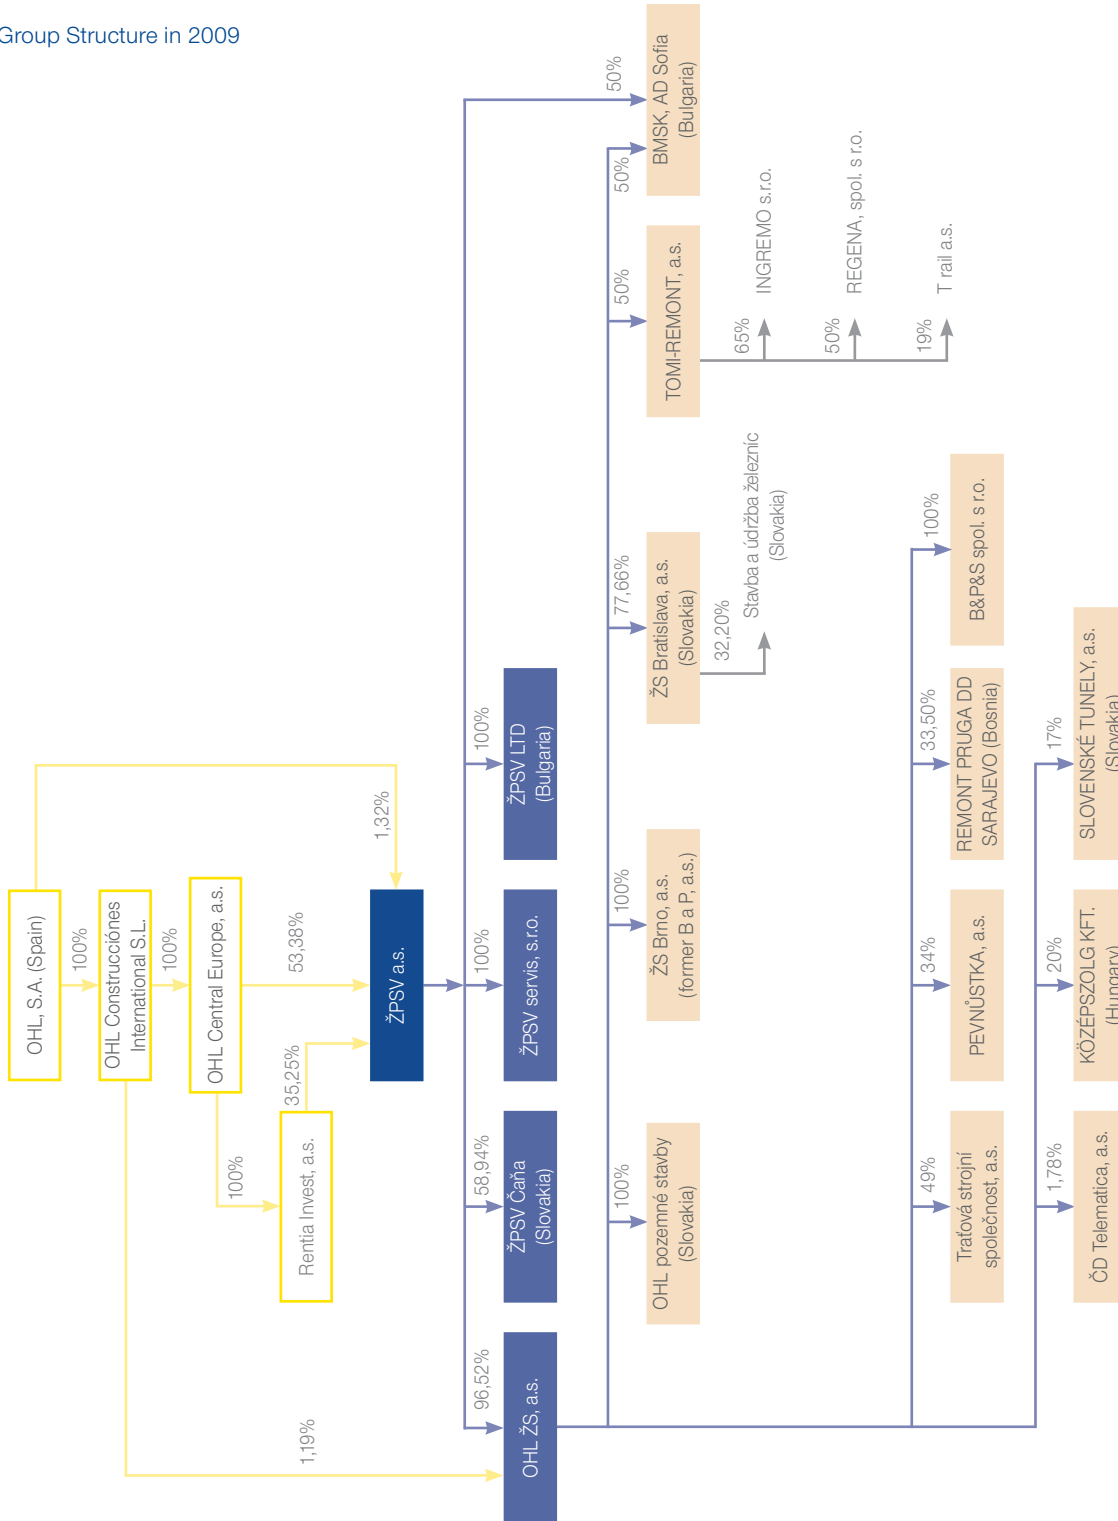 Group Structure in 2009
OHL, S.A. (Spain)
100%
1,32%
OHL Construcciónes
International S.L.
100%
1,19%
OHL Central Europe, a.s.
100%
53,38%
Rentia Invest, a.s.
35,25%
ŽPSV a.s.
96,52%
58,94%
100%
100%
50%
OHL ŽS, a.s.
ŽPSV Čaňa
(Slovakia)
ŽPSV servis, s.r.o.
ŽPSV LTD
(Bulgaria)
100%
100%
77,66%
50%
50%
OHL pozemné stavby
(Slovakia)
ŽS Brno, a.s.
(former B a P, a.s.)
ŽS Bratislava, a.s.
(Slovakia)
TOMI-REMONT, a.s.
BMSK, AD Sofia
(Bulgaria)
32,20%
Stavba a údržba železníc
(Slovakia)
65%
INGREMO s.r.o.
50%
REGENA, spol. s r.o.
19%
T rail a.s.
49%
34%
33,50%
100%
Traťová strojní
společnost, a.s.
PEVNŮSTKA, a.s.
REMONT PRUGA DD
SARAJEVO (Bosnia)
B&P&S spol. s r.o.
1,78%
20%
17%
ČD Telematica, a.s.
KÖZÉPSZOLG KFT.
(Hungary)
SLOVENSKÉ TUNELY, a.s.
(Slovakia)